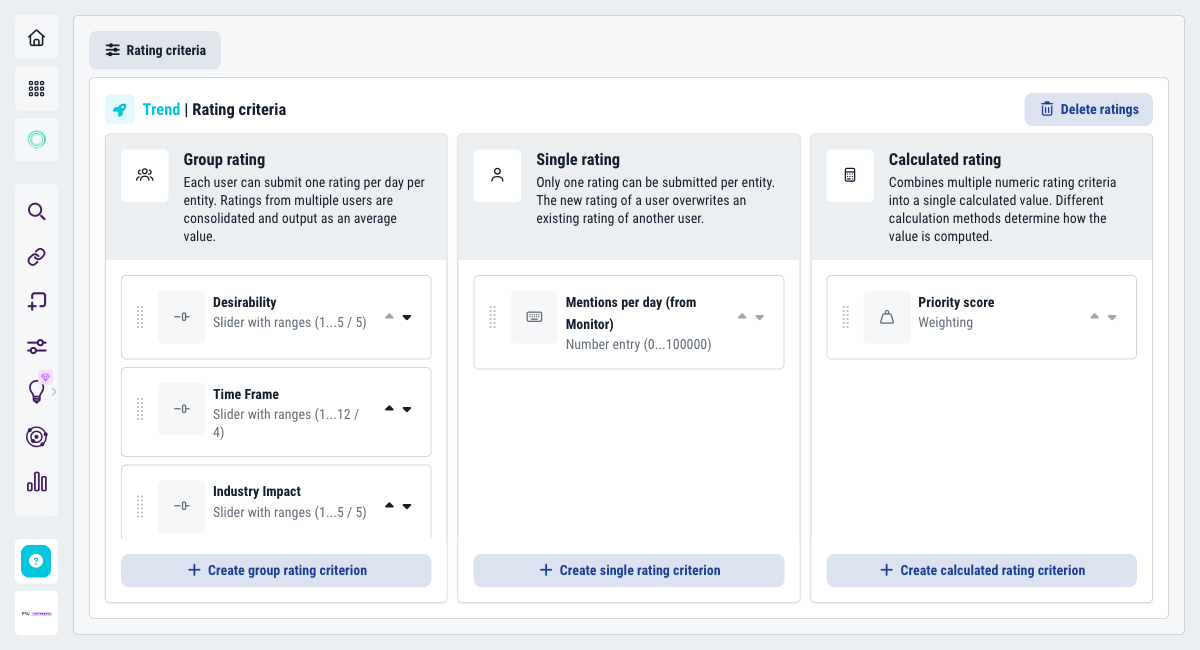 Rating criteria
Trend | Rating criteria
Delete ratings
Group rating
Each user can submit one rating per day per
entity. Ratings from multiple users are
consolidated and output as an average
value.
Single rating
Only one rating can be submitted per entity.
The new rating of a user overwrites an
existing rating of another user.
Calculated rating
Combines multiple numeric rating criteria
into a single calculated value. Different
calculation methods determine how the
value is computed.
Desirability
Slider with ranges (1...5 / 5)
Time Frame
Slider with ranges (1...12 /
4)
Industry Impact
Slider with ranges (1...5 / 5)
Mentions per day (from
Monitor)
Number entry (0...100000)
Priority score
Weighting
Create group rating criterion
Create single rating criterion
Create calculated rating criterion